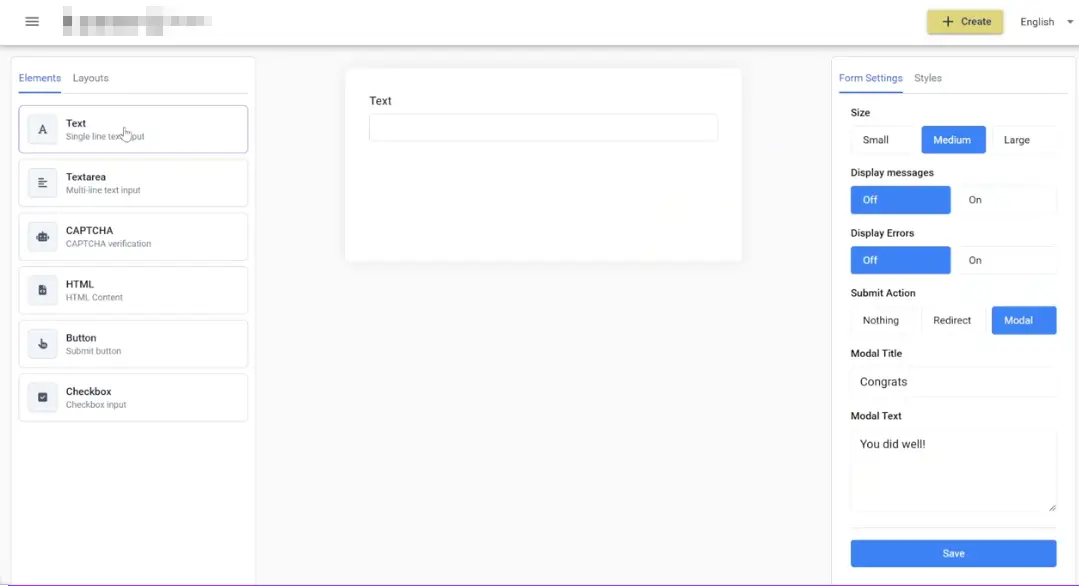 Create
English
Elements
Layouts
Text
Single line text input
Textarea
Multi-line text input
CAPTCHA
CAPTCHA verification
HTML
HTML Content
Button
Submit button
Checkbox
Checkbox input
Text
Form Settings
Styles
Size
Small
Medium
Large
Display messages
Off
On
Display Errors
Off
On
Submit Action
Nothing
Redirect
Modal
Modal Title
Congrats
Modal Text
You did well!
Save